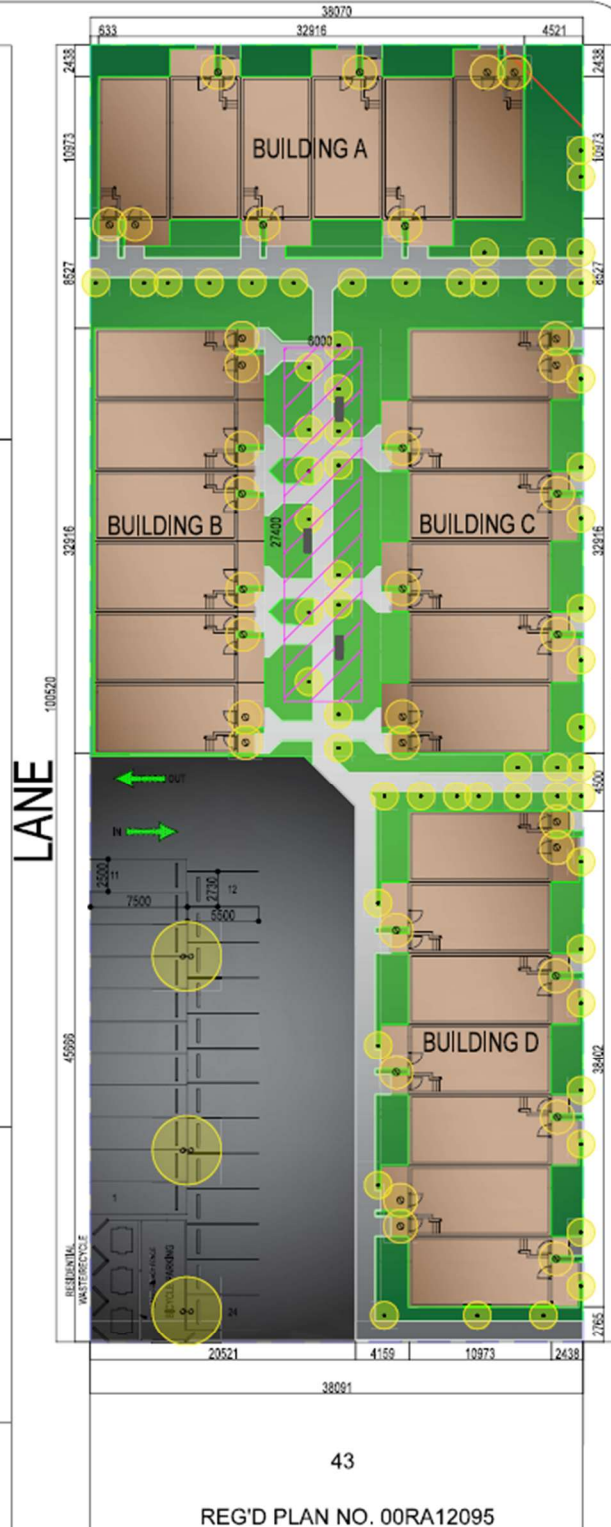 38070
633 32916 4521
2438 2438
10973 10973
BUILDING A
8527 8527
6000
BUILDING B
BUILDING C
27400
32916 32916
100520
LANE
OUT
IN
4500
2500
11
2730
12
7500
5500
BUILDING D
45666
38402
1
RESIDENTIAL
WASTE/RECYCLE
BICYCLE PARKING
24
2765
20521 4159 10973 2438
38091
43
REG'D PLAN NO. 00RA12095